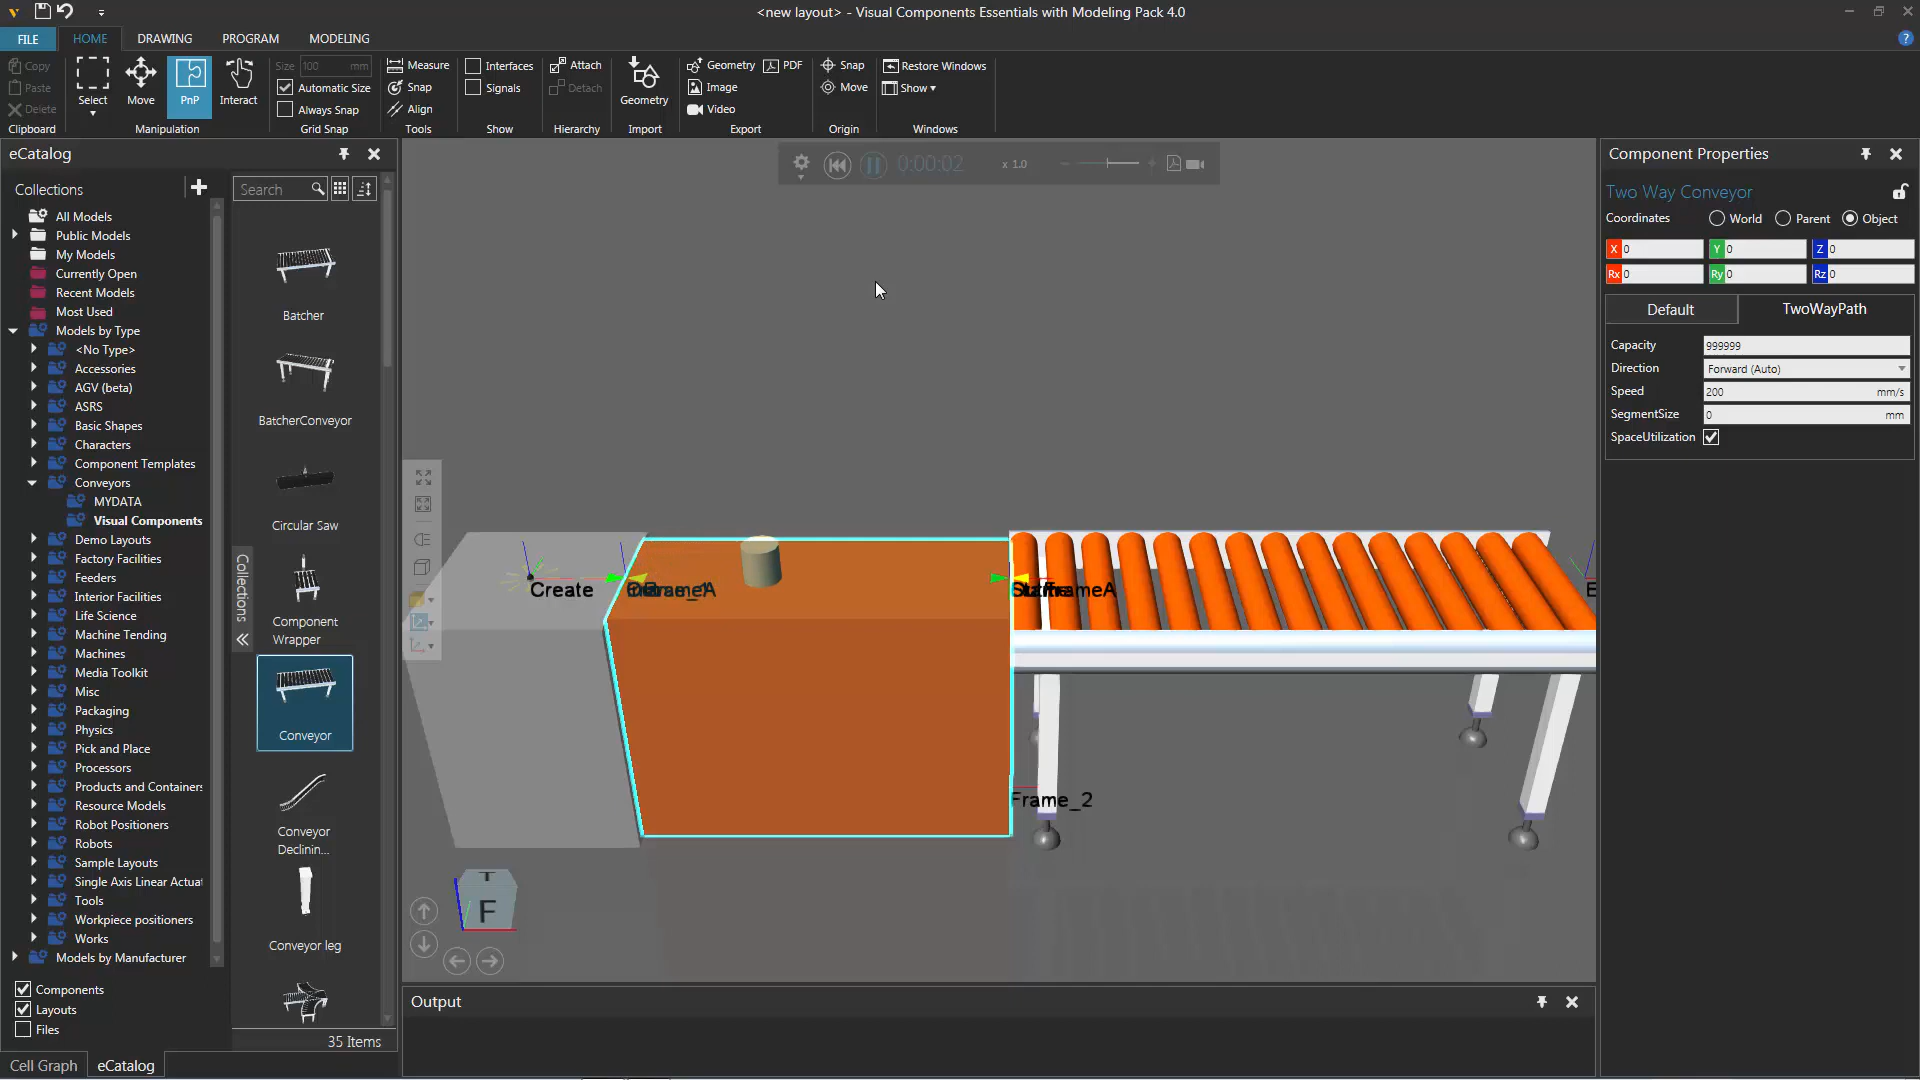 <new layout> - Visual Components Essentials with Modeling Pack 4.0
FILE
HOME
DRAWING
PROGRAM
MODELING
Copy
Paste
Delete
Clipboard
Select
Move
PnP
Interact
Manipulation
Size 100 mm
Automatic Size
Always Snap
Grid Snap
Measure
Snap
Align
Tools
Interfaces
Signals
Show
Attach
Detach
Hierarchy
Geometry
Import
Geometry
PDF
Image
Video
Export
Snap
Move
Origin
Restore Windows
Show
Windows
eCatalog
Collections
All Models
Public Models
My Models
Currently Open
Recent Models
Most Used
Models by Type
<No Type>
Accessories
AGV (beta)
ASRS
Basic Shapes
Characters
Component Templates
Conveyors
MYDATA
Visual Components
Demo Layouts
Factory Facilities
Feeders
Interior Facilities
Life Science
Machine Tending
Machines
Media Toolkit
Misc
Packaging
Physics
Pick and Place
Processors
Products and Containers
Resource Models
Robot Positioners
Robots
Sample Layouts
Single Axis Linear Actua
Tools
Workpiece positioners
Works
Models by Manufacturer
Components
Layouts
Files
Cell Graph
eCatalog
Search
Batcher
BatcherConveyor
Circular Saw
Component
Wrapper
Conveyor
Conveyor
Declinin...
Conveyor leg
35 Items
Collections
0:00:02
x 1.0
Create
FrameA
FrameA
E
Frame_2
T
F
Output
Component Properties
Two Way Conveyor
Coordinates
World
Parent
Object
X 0
Y 0
Z 0
Rx 0
Ry 0
Rz 0
Default
TwoWayPath
Capacity 999999
Direction Forward (Auto)
Speed 200 mm/s
SegmentSize 0 mm
SpaceUtilization